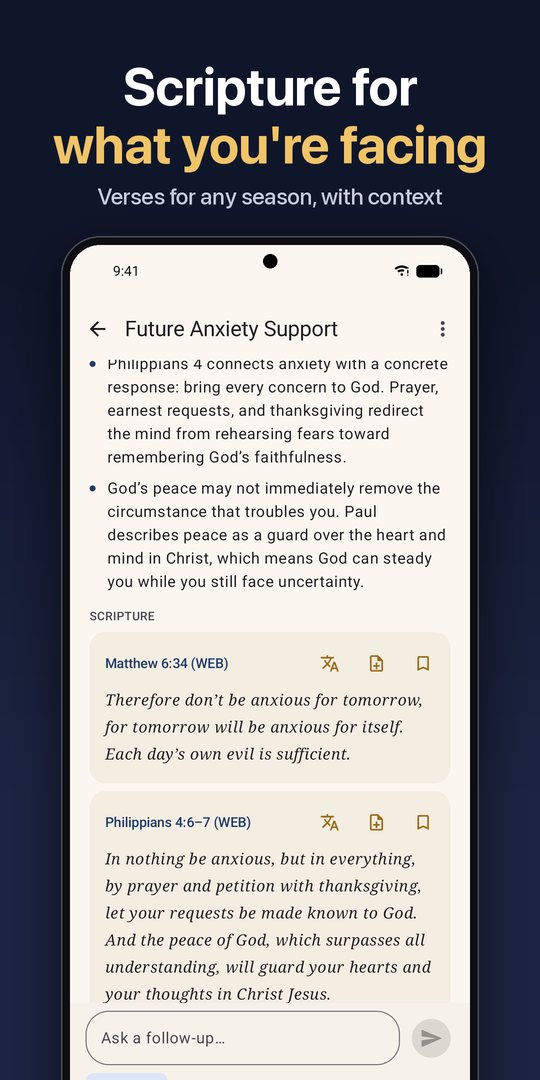 Scripture for
what you're facing
Verses for any season, with context
9:41
Future Anxiety Support
• Philippians 4 connects anxiety with a concrete
response: bring every concern to God. Prayer,
earnest requests, and thanksgiving redirect
the mind from rehearsing fears toward
remembering God’s faithfulness.
• God’s peace may not immediately remove the
circumstance that troubles you. Paul
describes peace as a guard over the heart and
mind in Christ, which means God can steady
you while you still face uncertainty.
SCRIPTURE
Matthew 6:34 (WEB)
Therefore don’t be anxious for tomorrow,
for tomorrow will be anxious for itself.
Each day’s own evil is sufficient.
Philippians 4:6–7 (WEB)
In nothing be anxious, but in everything,
by prayer and petition with thanksgiving,
let your requests be made known to God.
And the peace of God, which surpasses all
understanding, will guard your hearts and
your thoughts in Christ Jesus.
Ask a follow-up…